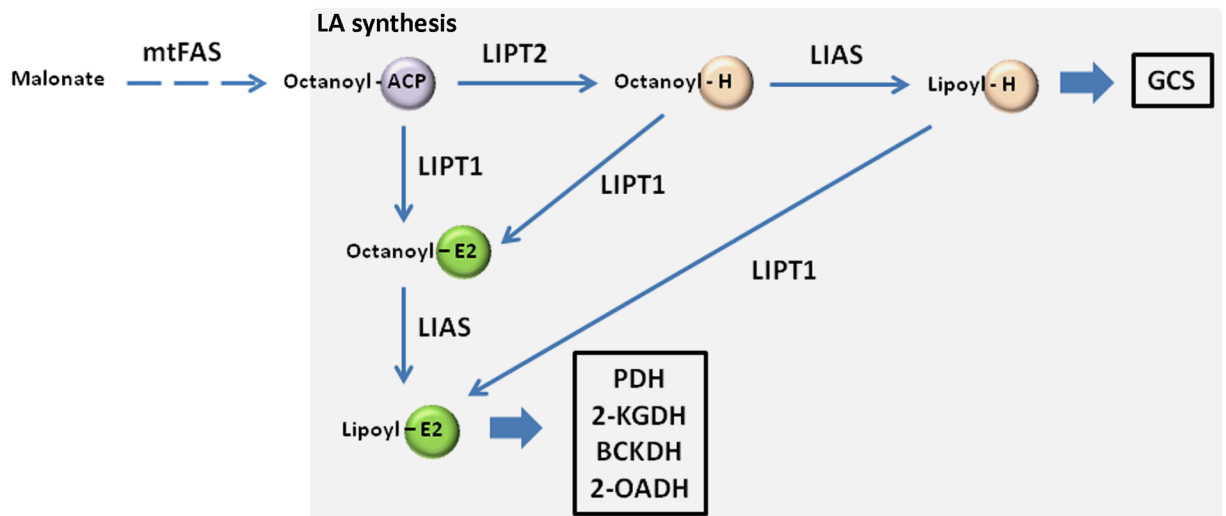 LA synthesis
mtFAS
LIPT2
LIAS
Malonate
Octanoyl - ACP
Octanoyl - H
Lipoyl - H
GCS
LIPT1
LIPT1
Octanoyl – E2
LIPT1
LIAS
PDH
2-KGDH
Lipoyl – E2
BCKDH
2-OADH